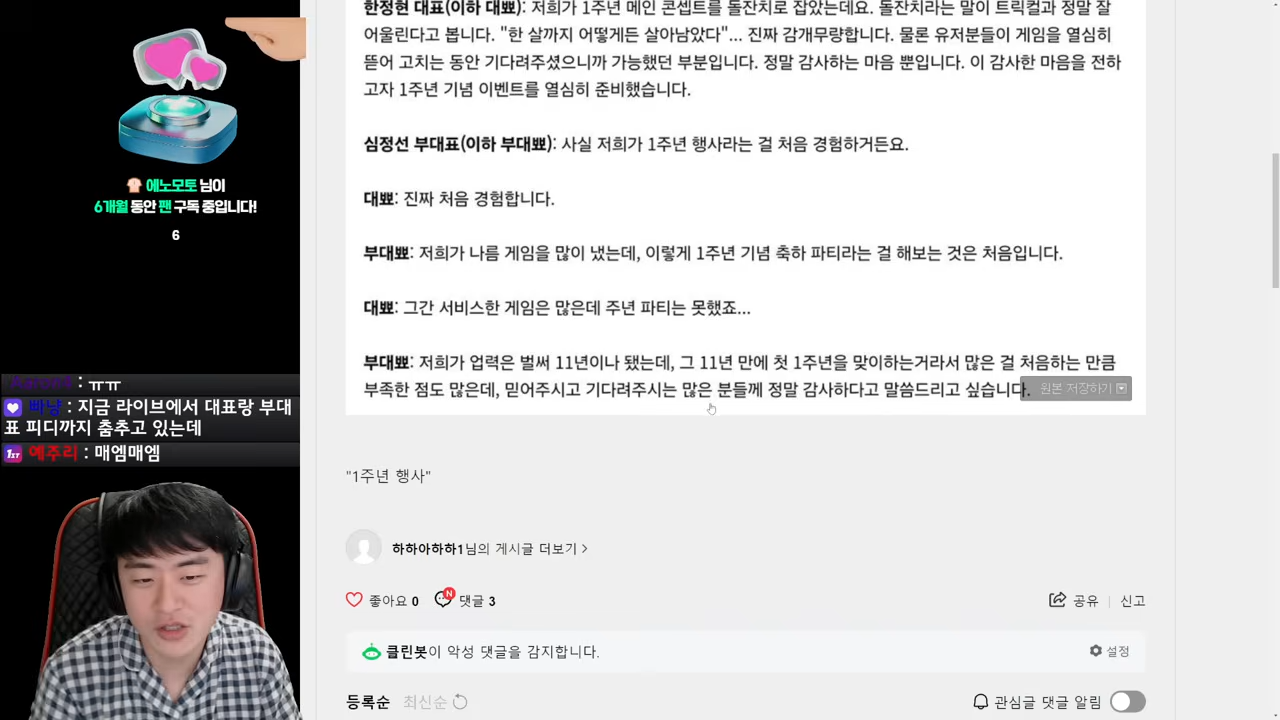 한정현 대표(이하 대뾰): 저희가 1주년 메인 콘셉트를 돌잔치로 잡았는데요. 돌잔치라는 말이 트릭컬과 정말 잘
어울린다고 봅니다. "한 살까지 어떻게든 살아남았다"... 진짜 감개무량합니다. 물론 유저분들이 게임을 열심히
뜯어 고치는 동안 기다려주셨으니까 가능했던 부분입니다. 정말 감사하는 마음 뿐입니다. 이 감사한 마음을 전하
고자 1주년 기념 이벤트를 열심히 준비했습니다.
심정선 부대표(이하 부대뾰): 사실 저희가 1주년 행사라는 걸 처음 경험하거든요.
대뾰: 진짜 처음 경험합니다.
부대뾰: 저희가 나름 게임을 많이 냈는데, 이렇게 1주년 기념 축하 파티라는 걸 해보는 것은 처음입니다.
대뾰: 그간 서비스한 게임은 많은데 주년 파티는 못했죠...
부대뾰: 저희가 업력은 벌써 11년이나 됐는데, 그 11년 만에 첫 1주년을 맞이하는거라서 많은 걸 처음하는 만큼
부족한 점도 많은데, 믿어주시고 기다려주시는 많은 분들께 정말 감사하다고 말씀드리고 싶습니다.
원본 저장하기
"1주년 행사"
하하아하하1님의 게시글 더보기 >
좋아요 0 댓글 3
N
공유 | 신고
클린봇이 악성 댓글을 감지합니다.
설정
등록순 최신순
관심글 댓글 알림
에노모토 님이
6개월 동안 팬 구독 중입니다!
6
: ㅠㅠ
빠냥 : 지금 라이브에서 대표랑 부대
표 피디까지 춤추고 있는데
1ST 예주리 : 매엠매엠